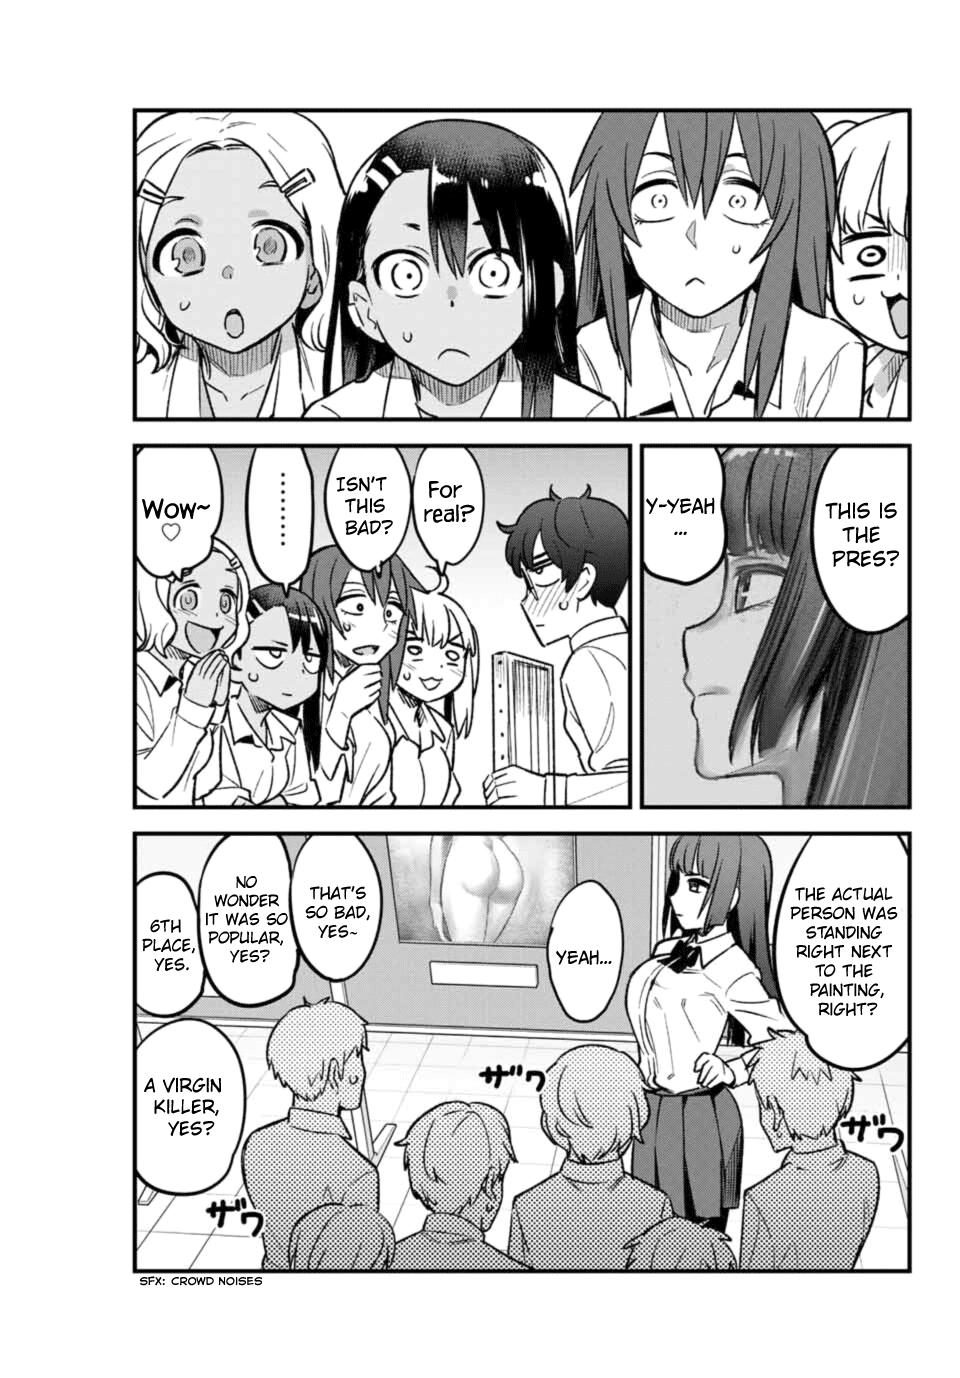 THIS IS
THE
PRES?
Y-YEAH
...
For
real?
ISN'T
THIS
BAD?
.........
Wow~
♡
THE ACTUAL
PERSON WAS
STANDING
RIGHT NEXT
TO THE
PAINTING,
RIGHT?
YEAH...
THAT'S
SO BAD,
YES~
NO
WONDER
IT WAS SO
POPULAR,
YES?
6TH
PLACE,
YES.
A VIRGIN
KILLER,
YES?
ザワ
ザワ
ザワ
SFX: CROWD NOISES